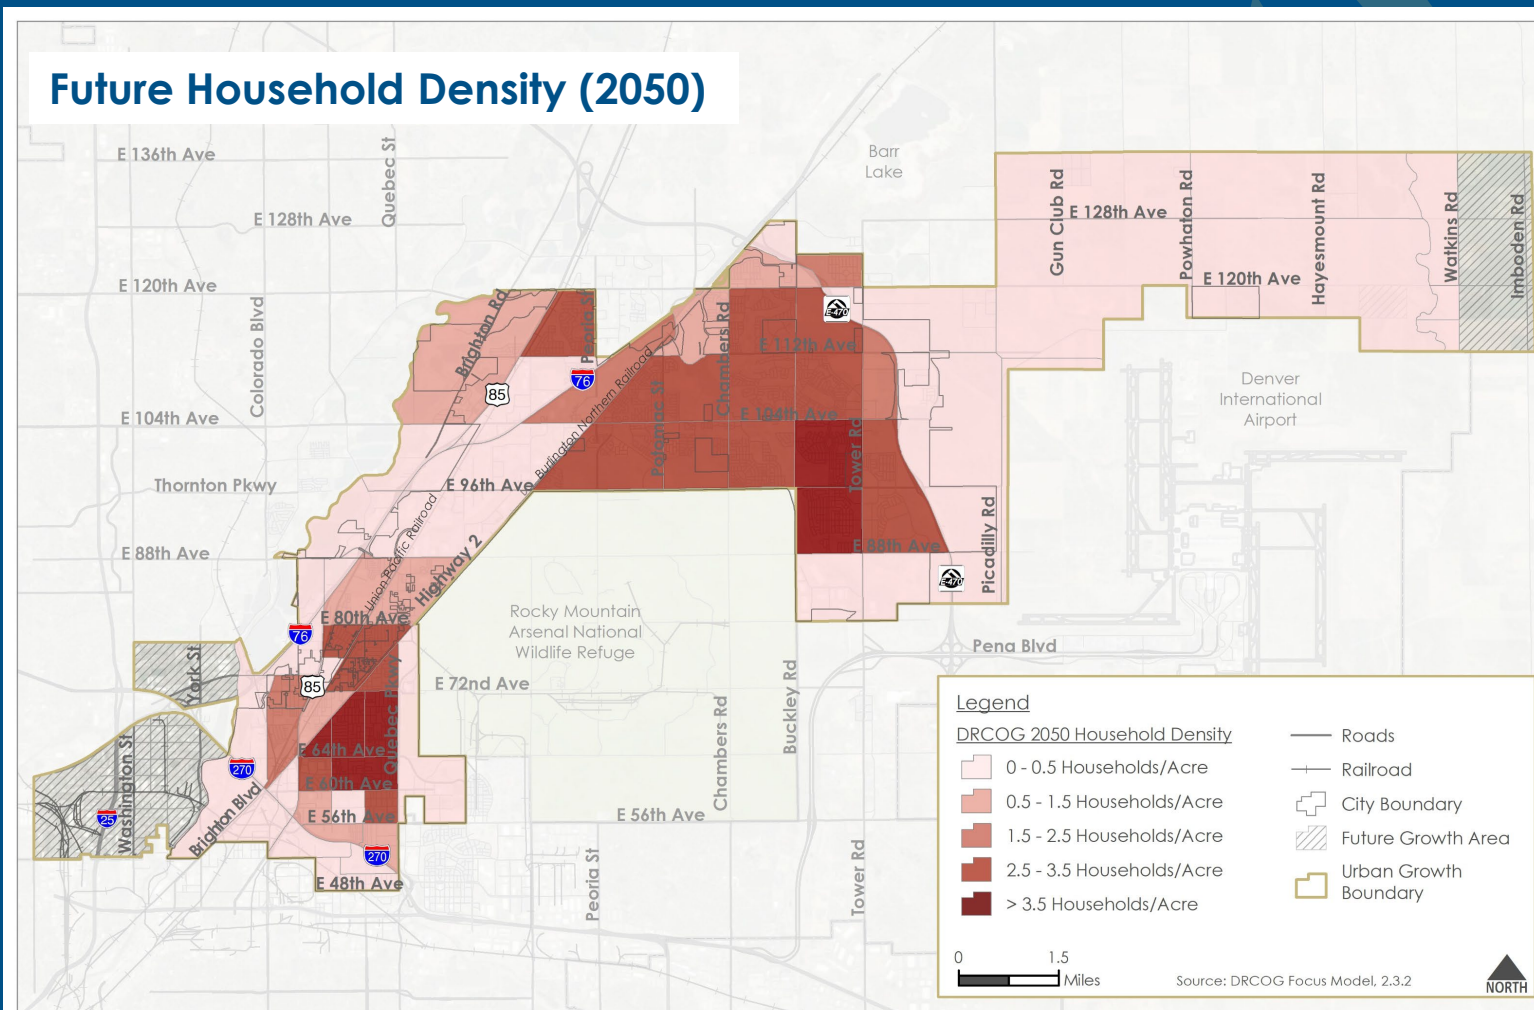 Future Household Density (2050)
E 136th Ave
Quebec St
Barr
Lake
E 128th Ave
Gun Club Rd
E 128th Ave
Powhaton Rd
Hayesmount Rd
Watkins Rd
Imboden Rd
E 120th Ave
E 120th Ave
Colorado Blvd
Brighton Rd
Peoria St
E-470
Chambers Rd
E 112th Ave
76
85
Burlington Northern Railroad
Potomac St
Denver
International
Airport
E 104th Ave
E 104th Ave
Tower Rd
Thornton Pkwy
E 96th Ave
Union Pacific Railroad
Picadilly Rd
E 88th Ave
E 88th Ave
Highway 2
E-470
Rocky Mountain
Arsenal National
Wildlife Refuge
E 80th Ave
76
Pena Blvd
York St
85
Quebec Pkwy
E 72nd Ave
Chambers Rd
Buckley Rd
E 64th Ave
270
E 60th Ave
Washington St
25
Brighton Blvd
E 56th Ave
E 56th Ave
270
E 48th Ave
Peoria St
Tower Rd
Legend
DRCOG 2050 Household Density
0 - 0.5 Households/Acre
0.5 - 1.5 Households/Acre
1.5 - 2.5 Households/Acre
2.5 - 3.5 Households/Acre
> 3.5 Households/Acre
Roads
Railroad
City Boundary
Future Growth Area
Urban Growth
Boundary
0 1.5
Miles
Source: DRCOG Focus Model, 2.3.2
NORTH